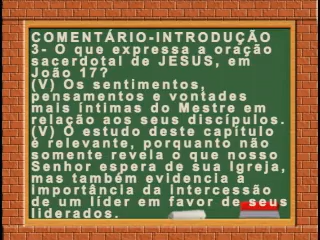 COMENTÁRIO-INTRODUÇÃO
3- O que expressa a oração
sacerdotal de JESUS, em
João 17?
(V) Os sentimentos,
pensamentos e vontades
mais íntimas do Mestre em
relação aos seus discípulos.
(V) O estudo deste capítulo
é relevante, porquanto não
somente revela o que nosso
Senhor espera de sua Igreja,
mas também evidencia a
importância da intercessão
de um líder em favor de seus
liderados.